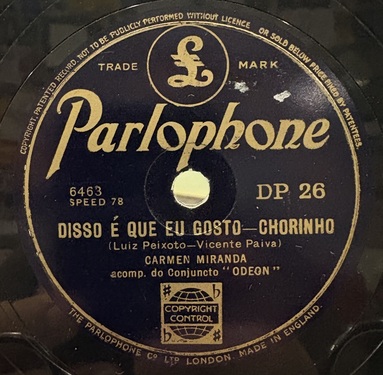 COPYRIGHT, PATENTED RECORD, NOT TO BE PUBLICLY PERFORMED WITHOUT LICENCE, OR SOLD BELOW PRICE FIXED BY PATENTEES.
£
TRADE MARK
Parlophone
6463
SPEED 78
DP 26
DISSO É QUE EU GOSTO—CHORINHO
(Luiz Peixoto—Vicente Paiva)
CARMEN MIRANDA
acomp. do Conjuncto "ODEON"
COPYRIGHT
CONTROL
THE PARLOPHONE Co LTD LONDON. MADE IN ENGLAND.